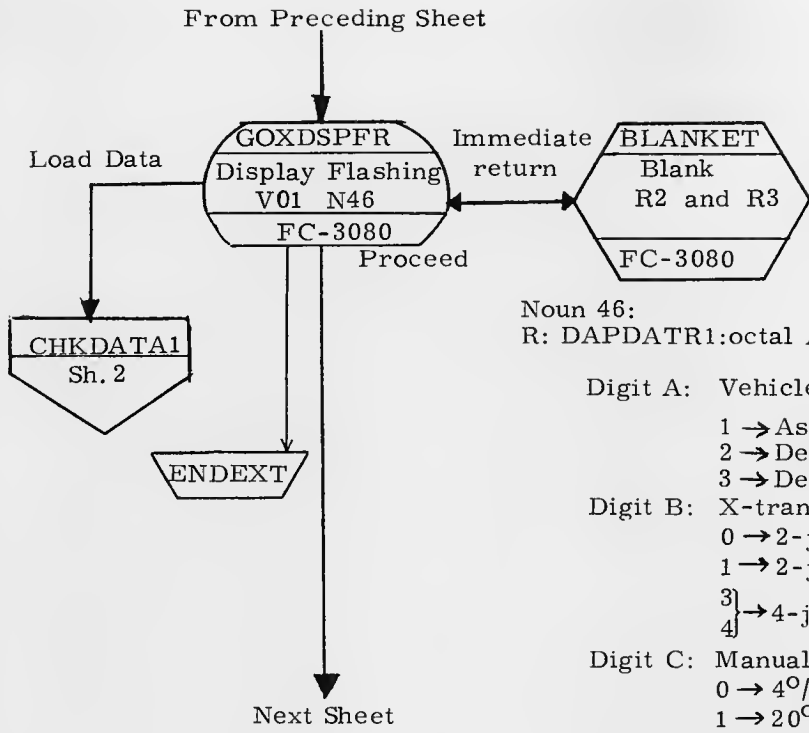 From Preceding Sheet
Load Data
GOXDSPFR
Display Flashing
V01 N46
FC-3080
Immediate
return
BLANKET
Blank
R2 and R3
FC-3080
Proceed
CHKDATA1
Sh. 2
ENDEXT
Next Sheet
Noun 46:
R: DAPDATR1:octal
Digit A: Vehicle
1 → As
2 → De
3 → De
Digit B: X-tran
0 → 2-
1 → 2-
3
4 } → 4-j
Digit C: Manual
0 → 4°/
1 → 20°